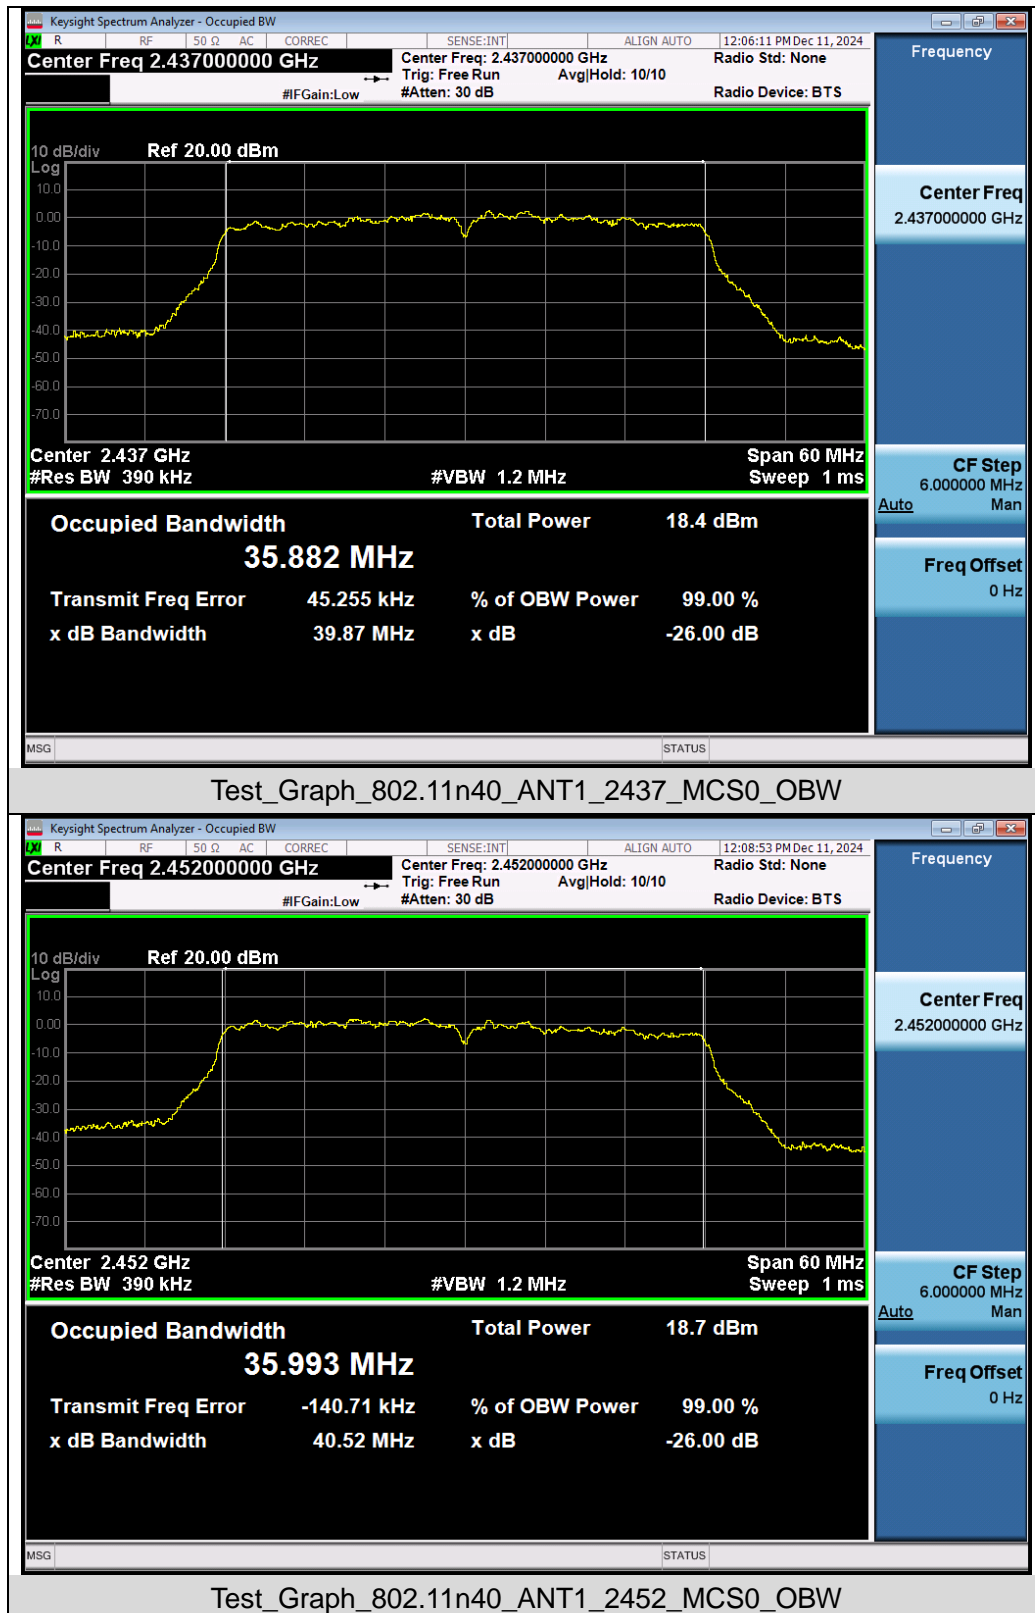 Keysight Spectrum Analyzer - Occupied BW
LXI R RF 50 Ω AC CORREC SENSE:INT ALIGN AUTO 12:06:11 PM Dec 11, 2024
Center Freq 2.437000000 GHz
Center Freq: 2.437000000 GHz
Radio Std: None
Trig: Free Run Avg|Hold: 10/10
#IFGain:Low
#Atten: 30 dB
Radio Device: BTS
10 dB/div Ref 20.00 dBm
Log
10.0
0.00
-10.0
-20.0
-30.0
-40.0
-50.0
-60.0
-70.0
Center 2.437 GHz Span 60 MHz
#Res BW 390 kHz #VBW 1.2 MHz Sweep 1 ms
Occupied Bandwidth Total Power 18.4 dBm
35.882 MHz
Transmit Freq Error 45.255 kHz % of OBW Power 99.00 %
x dB Bandwidth 39.87 MHz x dB -26.00 dB
MSG STATUS
Frequency
Center Freq
2.437000000 GHz
CF Step
6.000000 MHz
Auto Man
Freq Offset
0 Hz
Test_Graph_802.11n40_ANT1_2437_MCS0_OBW
Keysight Spectrum Analyzer - Occupied BW
LXI R RF 50 Ω AC CORREC SENSE:INT ALIGN AUTO 12:08:53 PM Dec 11, 2024
Center Freq 2.452000000 GHz
Center Freq: 2.452000000 GHz
Radio Std: None
Trig: Free Run Avg|Hold: 10/10
#IFGain:Low
#Atten: 30 dB
Radio Device: BTS
10 dB/div Ref 20.00 dBm
Log
10.0
0.00
-10.0
-20.0
-30.0
-40.0
-50.0
-60.0
-70.0
Center 2.452 GHz Span 60 MHz
#Res BW 390 kHz #VBW 1.2 MHz Sweep 1 ms
Occupied Bandwidth Total Power 18.7 dBm
35.993 MHz
Transmit Freq Error -140.71 kHz % of OBW Power 99.00 %
x dB Bandwidth 40.52 MHz x dB -26.00 dB
MSG STATUS
Frequency
Center Freq
2.452000000 GHz
CF Step
6.000000 MHz
Auto Man
Freq Offset
0 Hz
Test_Graph_802.11n40_ANT1_2452_MCS0_OBW